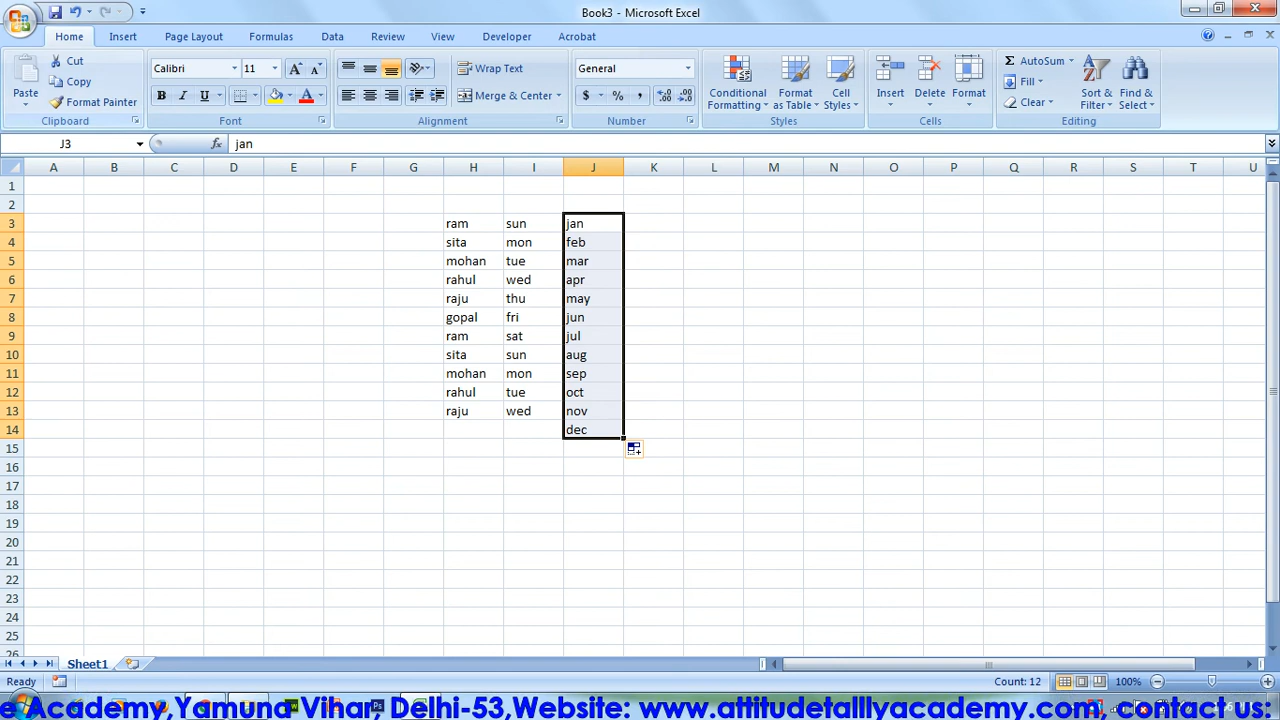 Book3 - Microsoft Excel
Home Insert Page Layout Formulas Data Review View Developer Acrobat
Paste Cut Copy Format Painter
Calibri 11 A A
B I U A
Wrap Text
Merge & Center
General
$ % ,
Conditional Formatting Format as Table Cell Styles
Insert Delete Format
Σ AutoSum Fill Clear
Sort & Filter Find & Select
Clipboard Font Alignment Number Styles Cells Editing
J3 fx jan
A B C D E F G H I J K L M N O P Q R S T U
1
2
3 ram sun jan
4 sita mon feb
5 mohan tue mar
6 rahul wed apr
7 raju thu may
8 gopal fri jun
9 ram sat jul
10 sita sun aug
11 mohan mon sep
12 rahul tue oct
13 raju wed nov
14 dec
15
16
17
18
19
20
21
22
23
24
25
26
Sheet1
Ready Count: 12 100%
e Academy,Yamuna Vihar, Delhi-53,Website: www.attitudetalllyacademy.com, contact us: